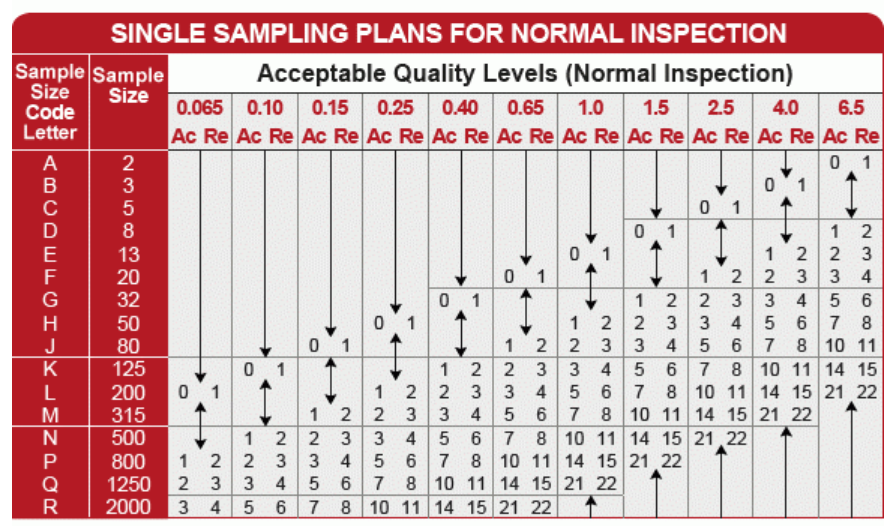 SINGLE SAMPLING PLANS FOR NORMAL INSPECTION
Sample
Size
Code
Letter
Sample
Size
Acceptable Quality Levels (Normal Inspection)
0.065 0.10 0.15 0.25 0.40 0.65 1.0 1.5 2.5 4.0 6.5
Ac Re Ac Re Ac Re Ac Re Ac Re Ac Re Ac Re Ac Re Ac Re Ac Re Ac Re
A 2 0 1
B 3 0 1
C 5 0 1
D 8 0 1 1 2
E 13 0 1 1 2 2 3
F 20 0 1 1 2 2 3 3 4
G 32 0 1 1 2 2 3 3 4 5 6
H 50 0 1 1 2 2 3 3 4 5 6 7 8
J 80 0 1 1 2 2 3 3 4 5 6 7 8 10 11
K 125 0 1 1 2 2 3 3 4 5 6 7 8 10 11 14 15
L 200 0 1 1 2 2 3 3 4 5 6 7 8 10 11 14 15 21 22
M 315 1 2 2 3 3 4 5 6 7 8 10 11 14 15 21 22
N 500 1 2 2 3 3 4 5 6 7 8 10 11 14 15 21 22
P 800 1 2 2 3 3 4 5 6 7 8 10 11 14 15 21 22
Q 1250 2 3 3 4 5 6 7 8 10 11 14 15 21 22
R 2000 3 4 5 6 7 8 10 11 14 15 21 22